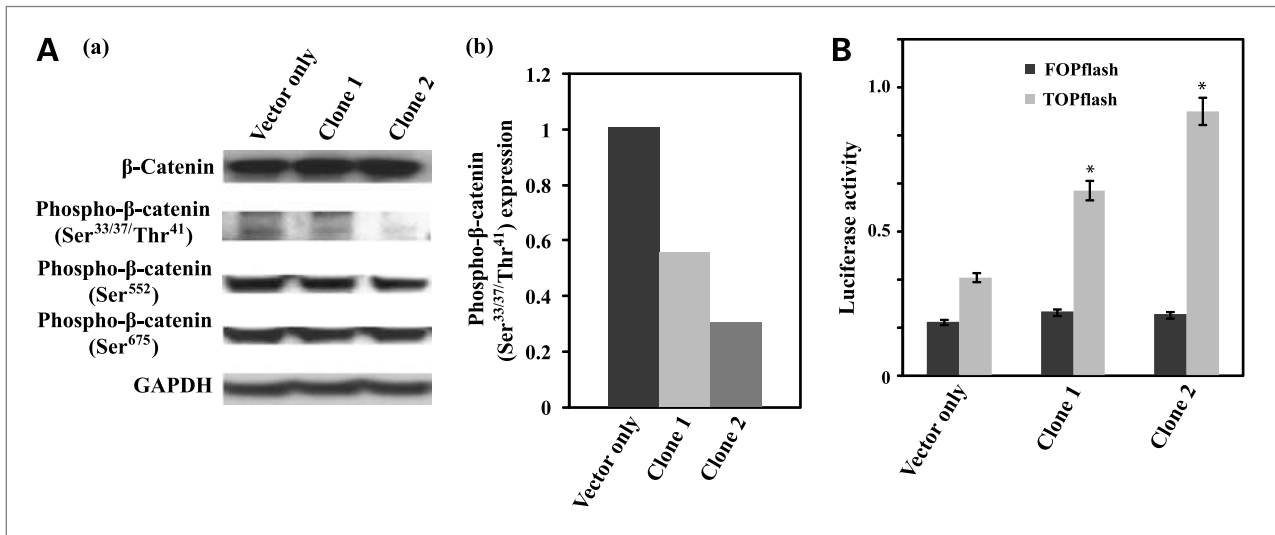 A (a)
Vector only
Clone 1
Clone 2
β-Catenin
Phospho-β-catenin
(Ser33/37/Thr41)
Phospho-β-catenin
(Ser552)
Phospho-β-catenin
(Ser675)
GAPDH
(b)
Phospho-β-catenin
(Ser33/37/Thr41) expression
1.2
1
0.8
0.6
0.4
0.2
0
Vector only
Clone 1
Clone 2
B
Luciferase activity
1.0
0.5
0
FOPflash
TOPflash
*
*
Vector only
Clone 1
Clone 2